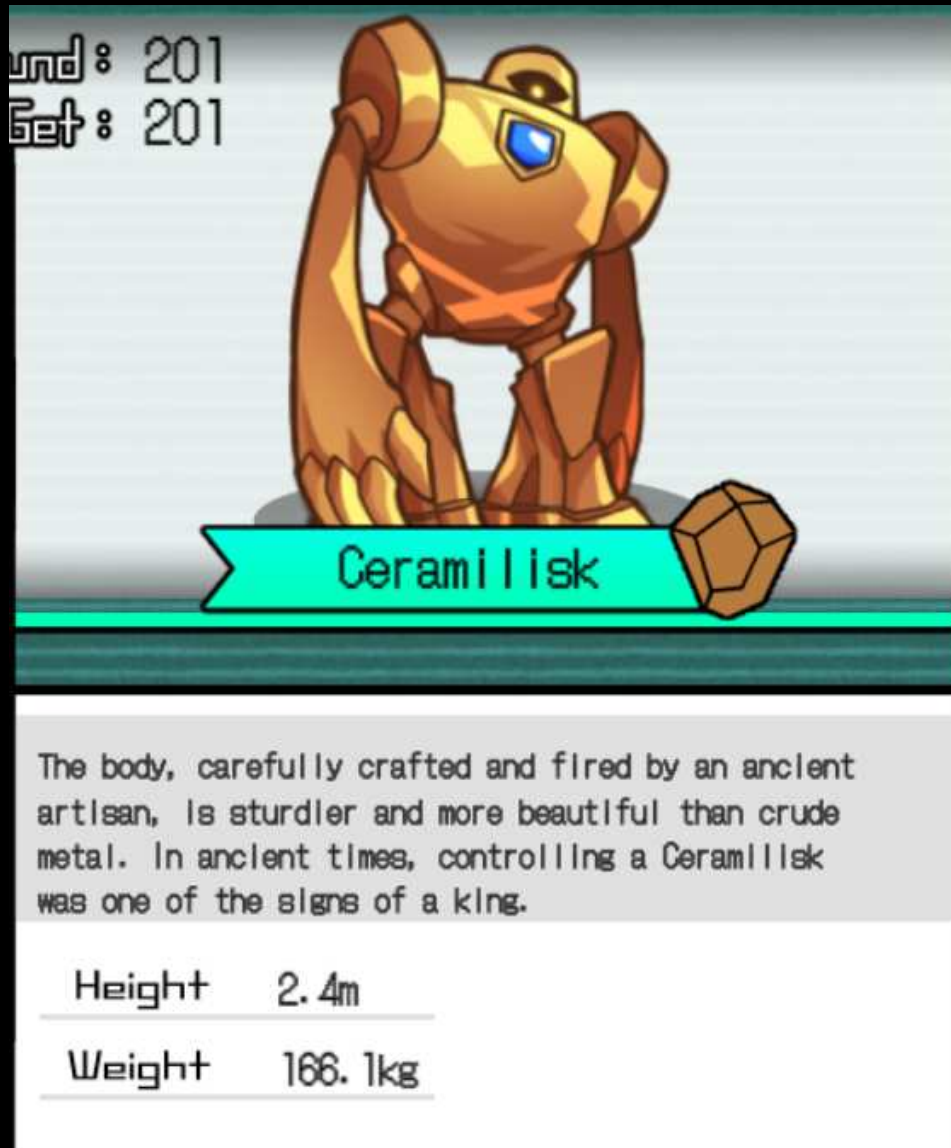 und: 201
Get: 201
Ceramilisk
The body, carefully crafted and fired by an ancient
artisan, is sturdier and more beautiful than crude
metal. In ancient times, controlling a Ceramilisk
was one of the signs of a king.
Height 2.4m
Weight 166.1kg